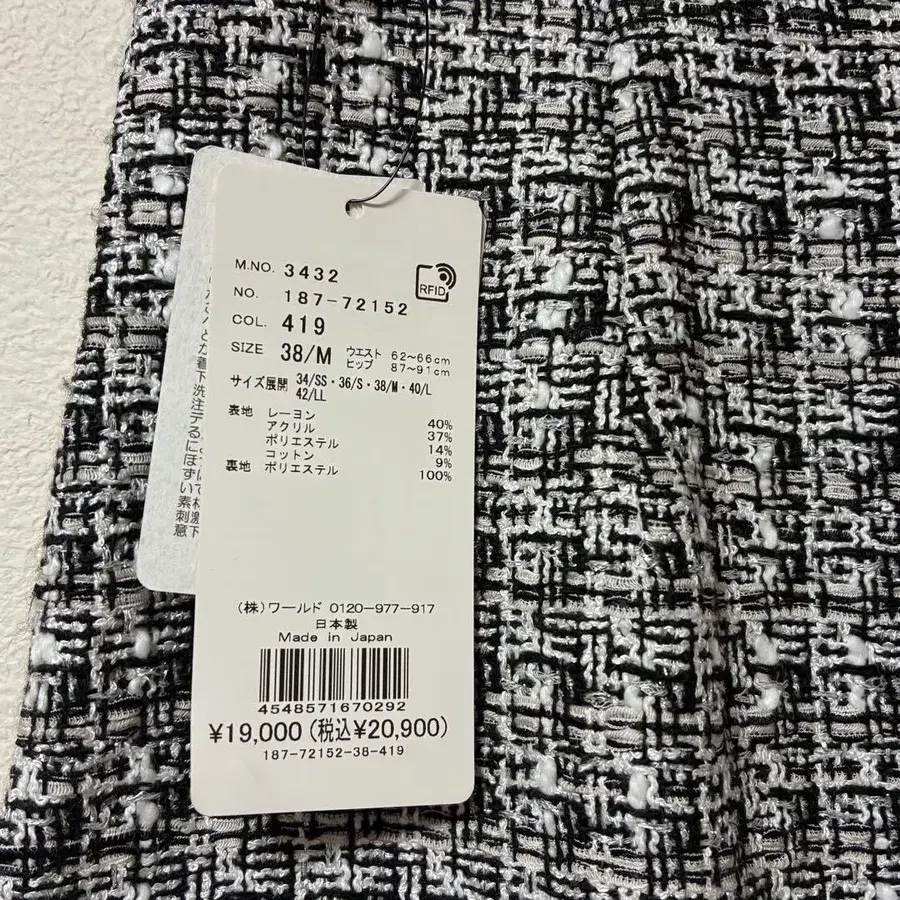 M.NO. 3432
RFID
NO. 187-72152
COL. 419
SIZE 38/M ウエスト 62～66cm
ヒップ 87～91cm
サイズ展開 34/SS・36/S・38/M・40/L
42/LL
表地 レーヨン 40%
アクリル 37%
ポリエステル 14%
コットン 9%
裏地 ポリエステル 100%
(株)ワールド 0120-977-917
日本製
Made in Japan
4548571670292
¥19,000(税込¥20,900)
187-72152-38-419